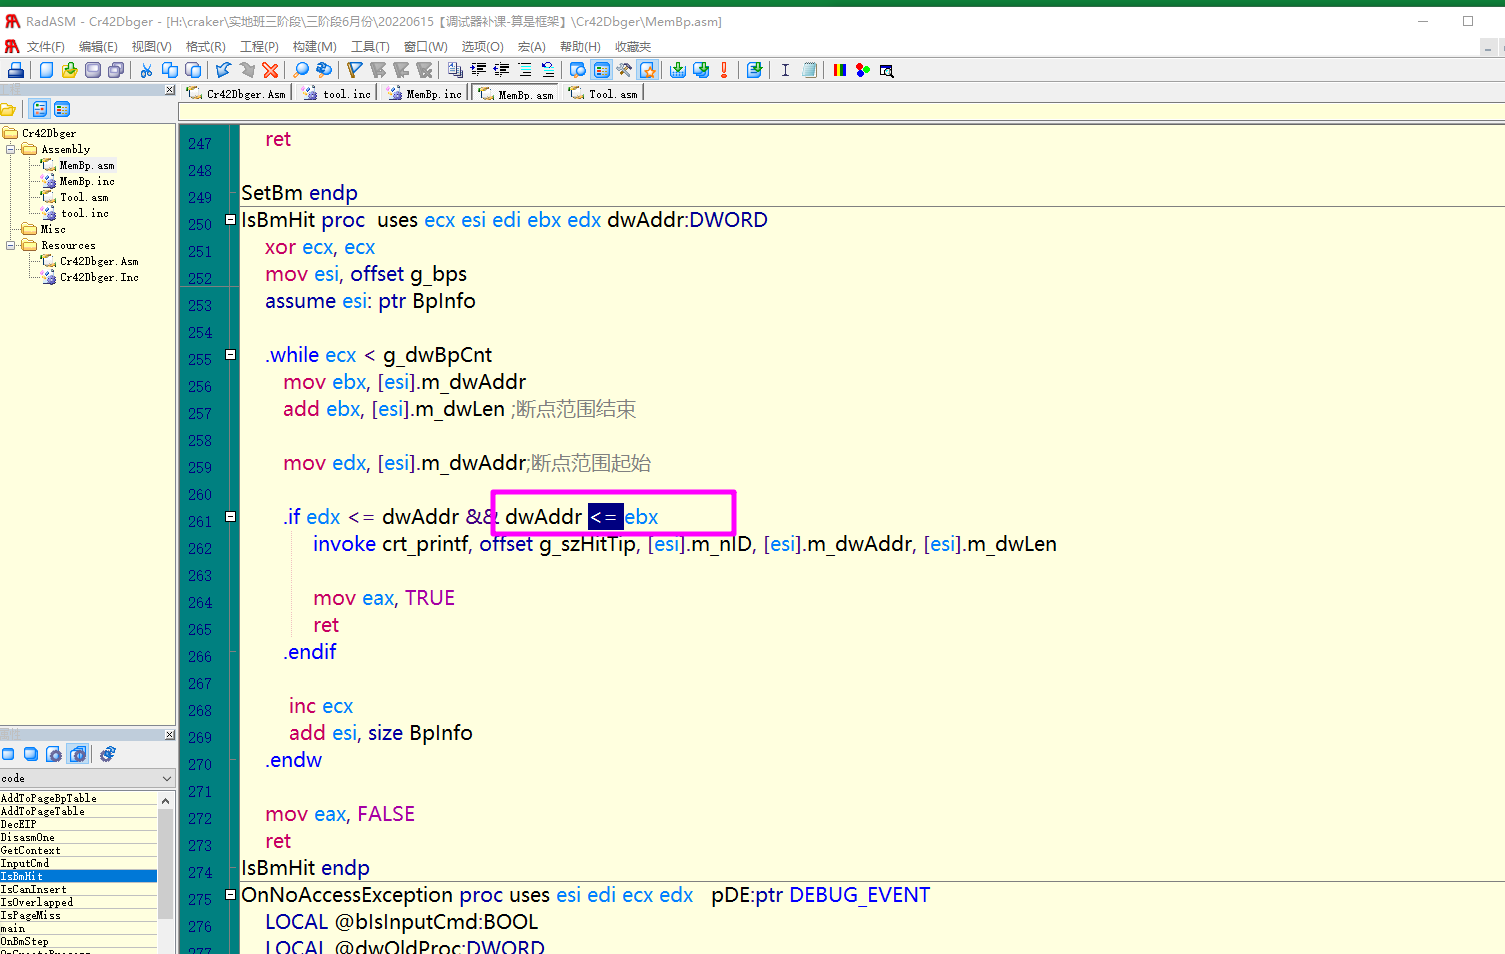 RadASM - Cr42Dbger - [H:\craker\实地班三阶段\三阶段6月份\20220615【调试器补课-算是框架】\Cr42Dbger\MemBp.asm]
文件(F) 编辑(E) 视图(V) 格式(R) 工程(P) 构建(M) 工具(T) 窗口(W) 选项(O) 宏(A) 帮助(H) 收藏夹
Cr42Dbger.Asm tool.inc MemBp.inc MemBp.asm Tool.asm
Cr42Dbger
Assembly
MemBp.asm
MemBp.inc
Tool.asm
tool.inc
Misc
Resources
Cr42Dbger.Asm
Cr42Dbger.Inc
code
AddToPageBpTable
AddToPageTable
DecEIP
DisasmOne
GetContext
InputCmd
IsBmHit
IsCanInsert
IsOverlapped
IsPageMiss
main
OnBmStep
247 ret
248
249 SetBm endp
250 IsBmHit proc uses ecx esi edi ebx edx dwAddr:DWORD
251 xor ecx, ecx
252 mov esi, offset g_bps
253 assume esi: ptr BpInfo
254
255 .while ecx < g_dwBpCnt
256 mov ebx, [esi].m_dwAddr
257 add ebx, [esi].m_dwLen ;断点范围结束
258
259 mov edx, [esi].m_dwAddr;断点范围起始
260
261 .if edx <= dwAddr && dwAddr <= ebx
262 invoke crt_printf, offset g_szHitTip, [esi].m_nID, [esi].m_dwAddr, [esi].m_dwLen
263
264 mov eax, TRUE
265 ret
266 .endif
267
268 inc ecx
269 add esi, size BpInfo
270 .endw
271
272 mov eax, FALSE
273 ret
274 IsBmHit endp
275 OnNoAccessException proc uses esi edi ecx edx pDE:ptr DEBUG_EVENT
276 LOCAL @bIsInputCmd:BOOL
277 LOCAL @dwOldProc:DWORD